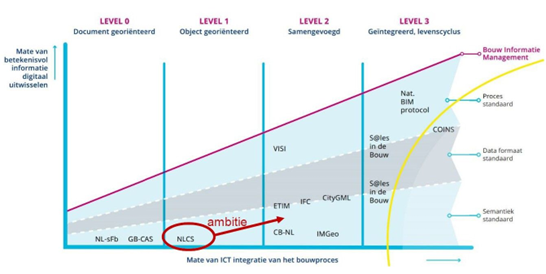 LEVEL 0
Document georiënteerd
LEVEL 1
Object georiënteerd
LEVEL 2
Samengevoegd
LEVEL 3
Geïntegreerd, levenscyclus
Mate van
betekenisvol
informatie
digitaal
uitwisselen
Bouw Informatie
Management
Nat.
BIM
protocol
Proces
standaard
COINS
VISI
S@les
in de
Bouw
Data formaat
standaard
S@les
in de
Bouw
ETIM
IFC
CityGML
ambitie
Semantiek
standaard
NL-sFb
GB-CAS
NLCS
CB-NL
IMGeo
Mate van ICT integratie van het bouwproces